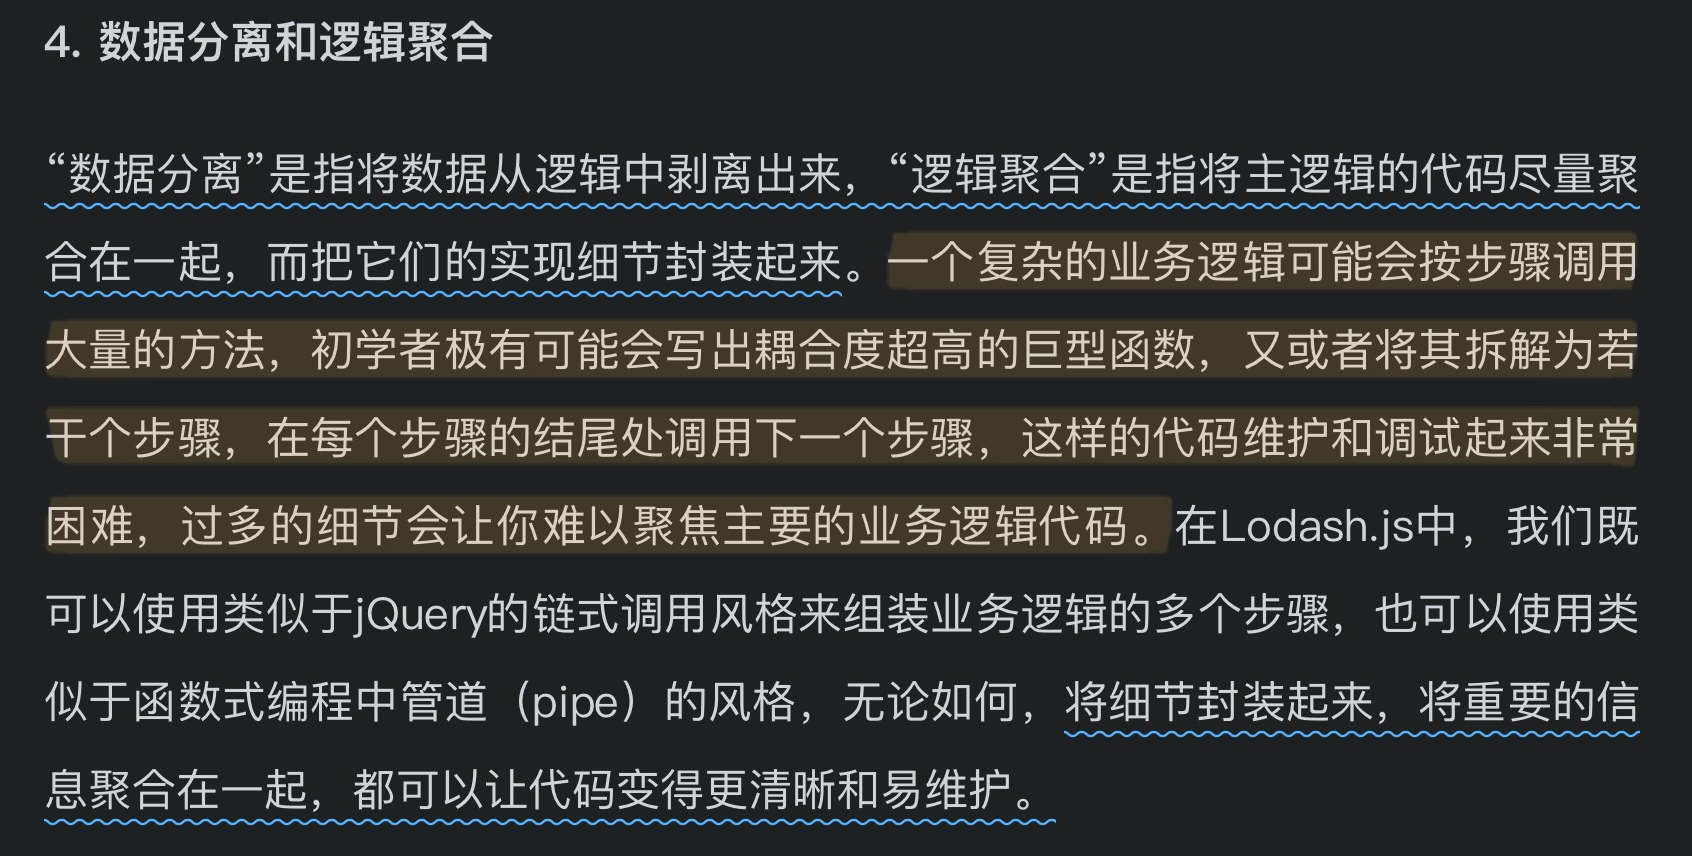 4. 数据分离和逻辑聚合
“数据分离”是指将数据从逻辑中剥离出来，“逻辑聚合”是指将主逻辑的代码尽量聚
合在一起，而把它们的实现细节封装起来。一个复杂的业务逻辑可能会按步骤调用
大量的方法，初学者极有可能会写出耦合度超高的巨型函数，又或者将其拆解为若
干个步骤，在每个步骤的结尾处调用下一个步骤，这样的代码维护和调试起来非常
困难，过多的细节会让你难以聚焦主要的业务逻辑代码。在Lodash.js中，我们既
可以使用类似于jQuery的链式调用风格来组装业务逻辑的多个步骤，也可以使用类
似于函数式编程中管道（pipe）的风格，无论如何，将细节封装起来，将重要的信
息聚合在一起，都可以让代码变得更清晰和易维护。